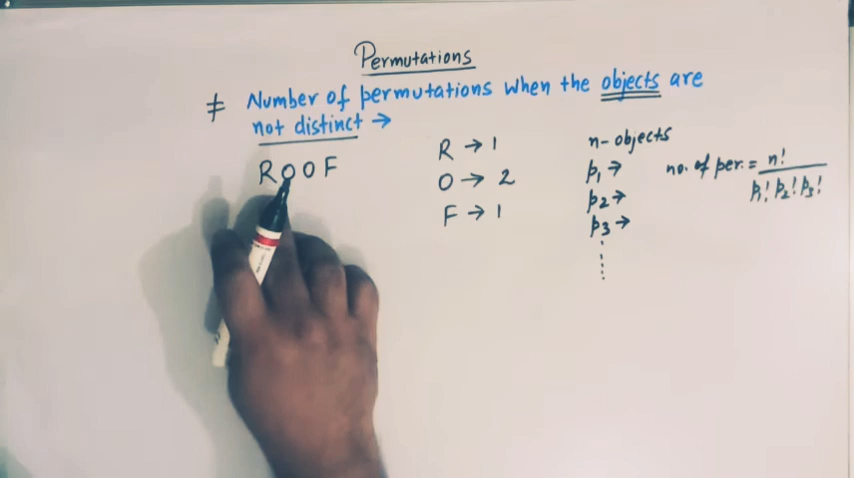 Permutations
≠ Number of permutations when the objects are
not distinct →
R O O F
R → 1
O → 2
F → 1
n-objects
p1 →
p2 →
p3 →
no. of per. = n! / p1! p2! p3!